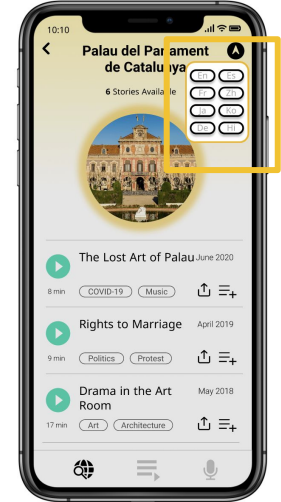 10:10
Palau del Parlament
de Catalunya
6 Stories Available
En Es
Fr Zh
Ja Ko
De Hi
The Lost Art of Palau June 2020
8 min COVID-19 Music
Rights to Marriage April 2019
9 min Politics Protest
Drama in the Art May 2018
Room
17 min Art Architecture